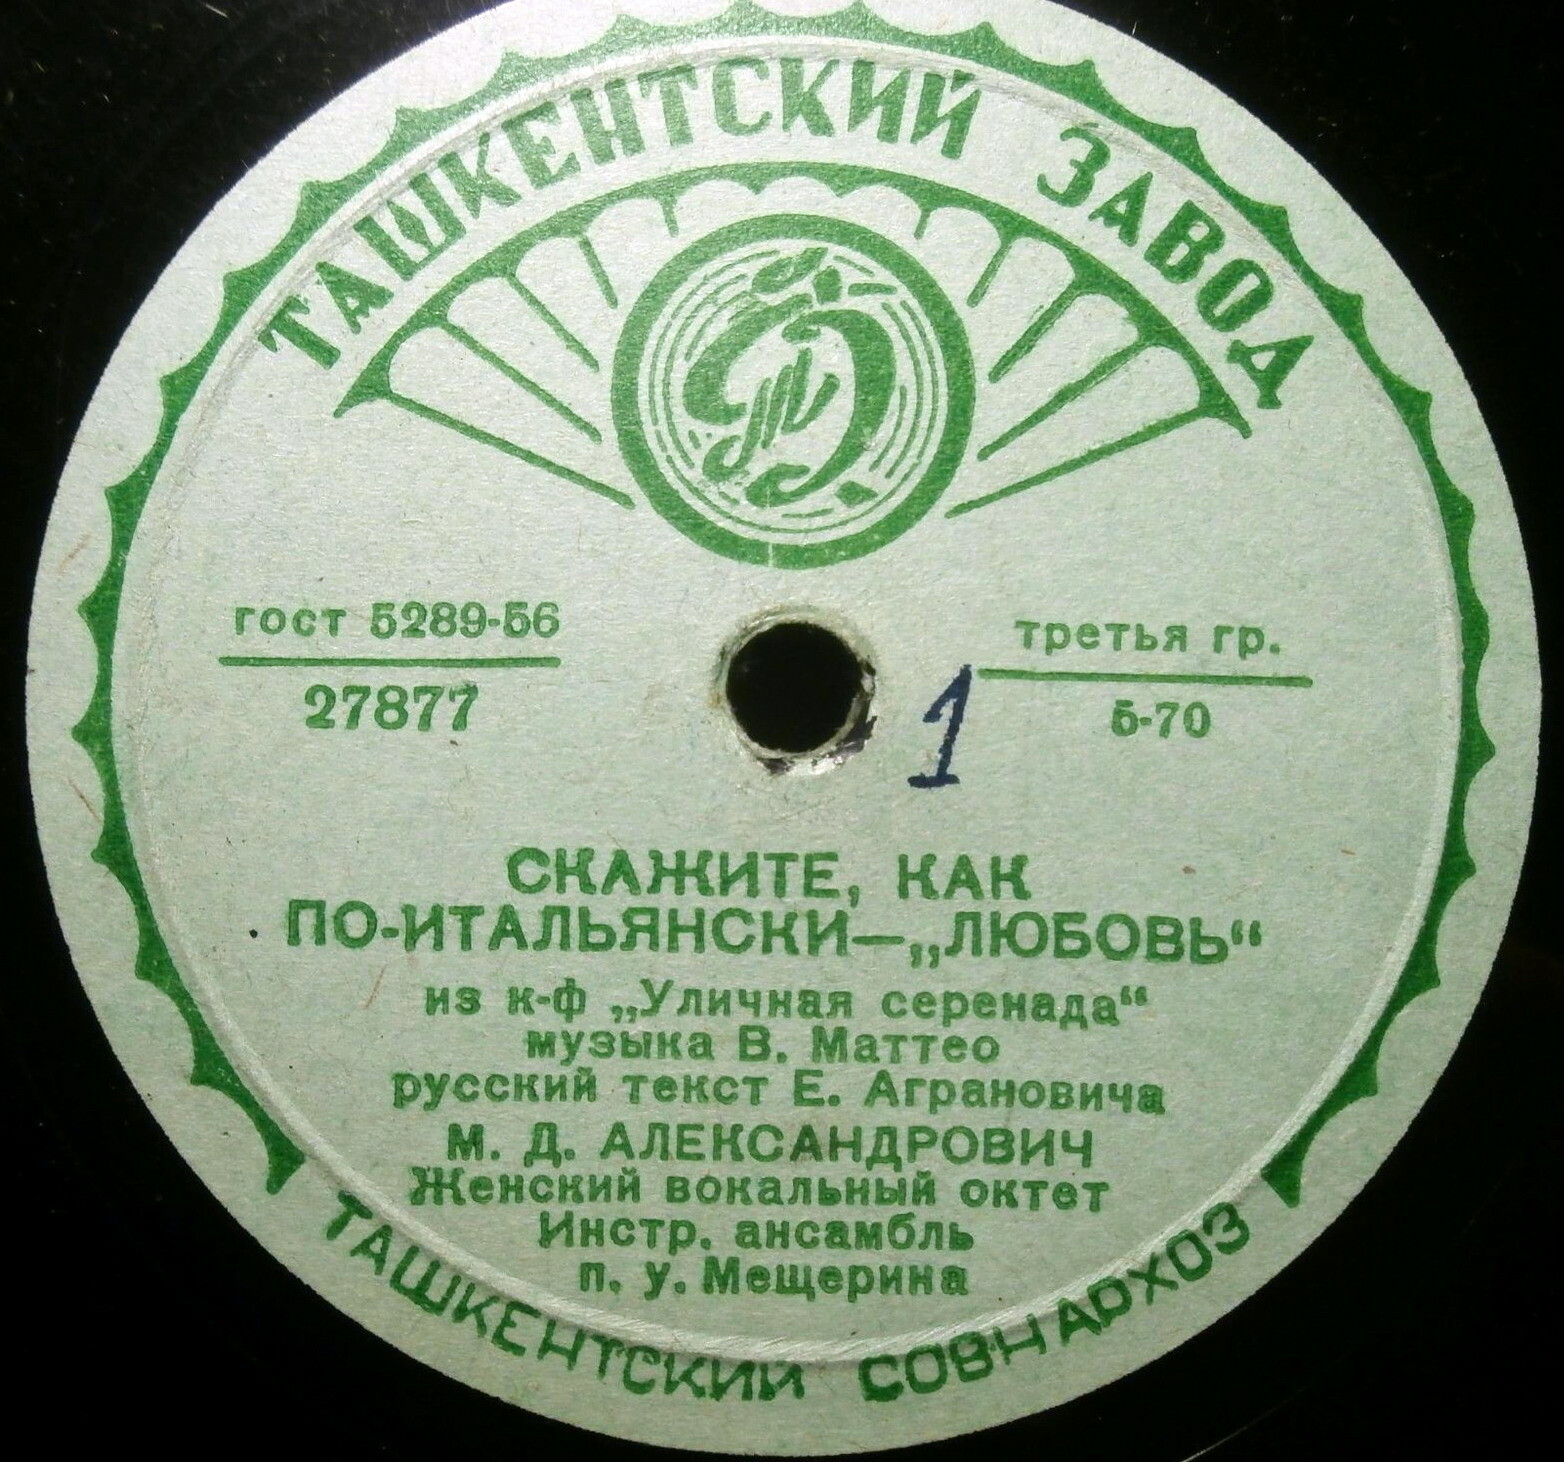 ТАШКЕНТСКИЙ ЗАВОД
гост 5289-56
27877
третья гр.
5-70
1
СКАЖИТЕ, КАК
ПО-ИТАЛЬЯНСКИ—„ЛЮБОВЬ“
из к-ф „Уличная серенада“
музыка В. Маттео
русский текст Е. Аграновича
М. Д. АЛЕКСАНДРОВИЧ
Женский вокальный октет
Инстр. ансамбль
п. у. Мещерина
ТАШКЕНТСКИЙ СОВНАРХОЗ